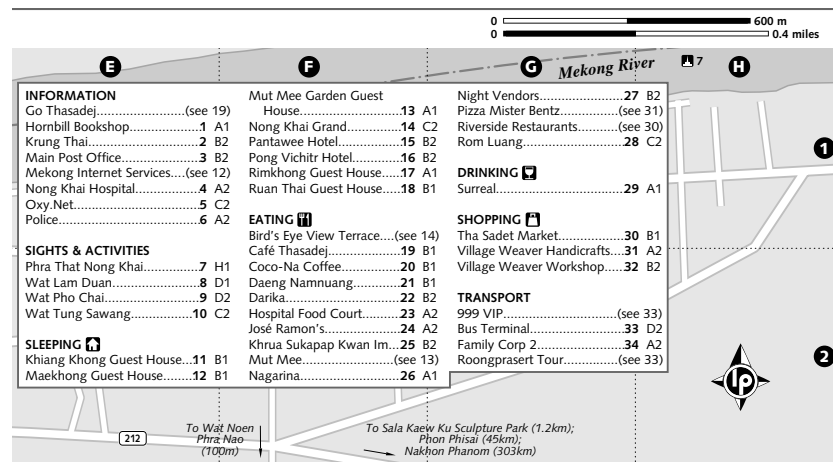 0 600 m
0 0.4 miles
E F G H
Mekong River
7
INFORMATION
Go Thasadej.......................(see 19)
Hornbill Bookshop.................1 A1
Krung Thai............................2 B2
Main Post Office....................3 B2
Mekong Internet Services....(see 12)
Nong Khai Hospital................4 A2
Oxy.Net................................5 C2
Police...................................6 A2
SIGHTS & ACTIVITIES
Phra That Nong Khai..............7 H1
Wat Lam Duan......................8 D1
Wat Pho Chai........................9 D2
Wat Tung Sawang................10 C2
SLEEPING
Khiang Khong Guest House...11 B1
Maekhong Guest House........12 B1
Mut Mee Garden Guest
House................................13 A1
Nong Khai Grand.................14 C2
Pantawee Hotel....................15 B2
Pong Vichitr Hotel................16 B2
Rimkhong Guest House........17 A1
Ruan Thai Guest House.........18 B1
EATING
Bird's Eye View Terrace....(see 14)
Café Thasadej......................19 B1
Coco-Na Coffee...................20 B1
Daeng Namnuang................21 B1
Darika.................................22 B2
Hospital Food Court.............23 A2
José Ramon's.......................24 A2
Khrua Sukapap Kwan Im...25 B2
Mut Mee.........................(see 13)
Nagarina..............................26 A1
Night Vendors.....................27 B2
Pizza Mister Bentz............(see 31)
Riverside Restaurants........(see 30)
Rom Luang..........................28 C2
DRINKING
Surreal................................29 A1
SHOPPING
Tha Sadet Market.................30 B1
Village Weaver Handicrafts...31 A2
Village Weaver Workshop.....32 B2
TRANSPORT
999 VIP............................(see 33)
Bus Terminal........................33 D2
Family Corp 2......................34 A2
Roongprasert Tour............(see 33)
1
2
lp
212
To Wat Noen
Phra Nao
(100m)
To Sala Kaew Ku Sculpture Park (1.2km);
Phon Phisai (45km);
Nakhon Phanom (303km)